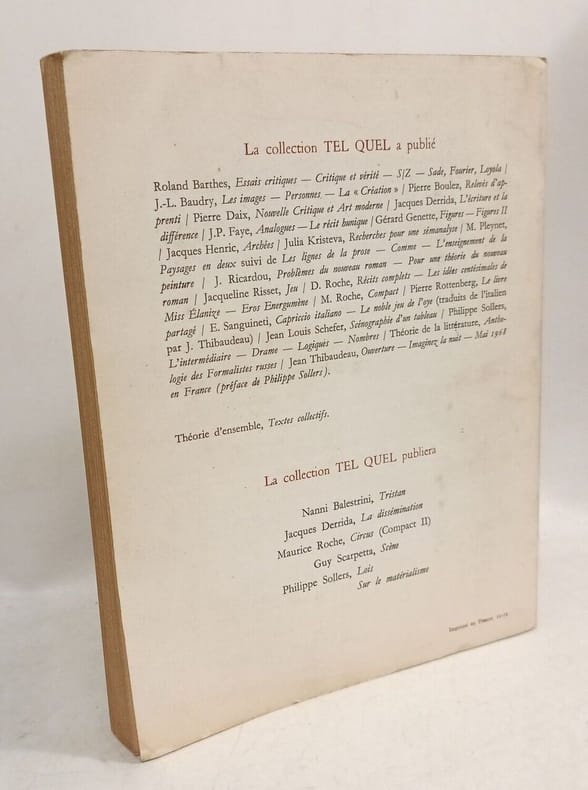 La collection TEL QUEL a publié
Roland Barthes, Essais critiques — Critique et vérité — S/Z — Sade, Fourier, Loyola |
J.-L. Baudry, Les images — Personnes — La « Création » | Pierre Boulez, Relevés d'ap-
prenti | Pierre Daix, Nouvelle Critique et Art moderne | Jacques Derrida, L'écriture et la
différence | J.P. Faye, Analogues — Le récit hunique | Gérard Genette, Figures — Figures II
| Jacques Henric, Archées | Julia Kristeva, Recherches pour une sémanalyse | M. Pleynet,
Paysages en deux suivi de Les lignes de la prose — Comme — L'enseignement de la
peinture | J. Ricardou, Problèmes du nouveau roman — Pour une théorie du nouveau
roman | Jacqueline Risset, Jeu | D. Roche, Récits complets — Les idées centésimales de
Miss Élanize — Eros Energumène | M. Roche, Compact | Pierre Rottenberg, Le livre
partagé | E. Sanguineti, Capriccio italiano — Le noble jeu de l'oye (traduits de l'italien
par J. Thibaudeau) | Jean Louis Schefer, Scénographie d'un tableau | Philippe Sollers,
L'intermédiaire — Drame — Logiques — Nombres | Théorie de la littérature, Antho-
logie des Formalistes russes | Jean Thibaudeau, Ouverture — Imaginez la nuit — Mai 1968
en France (préface de Philippe Sollers).
Théorie d'ensemble, Textes collectifs.
La collection TEL QUEL publiera
Nanni Balestrini, Tristan
Jacques Derrida, La dissémination
Maurice Roche, Circus (Compact II)
Guy Scarpetta, Scène
Philippe Sollers, Lois
Sur le matérialisme